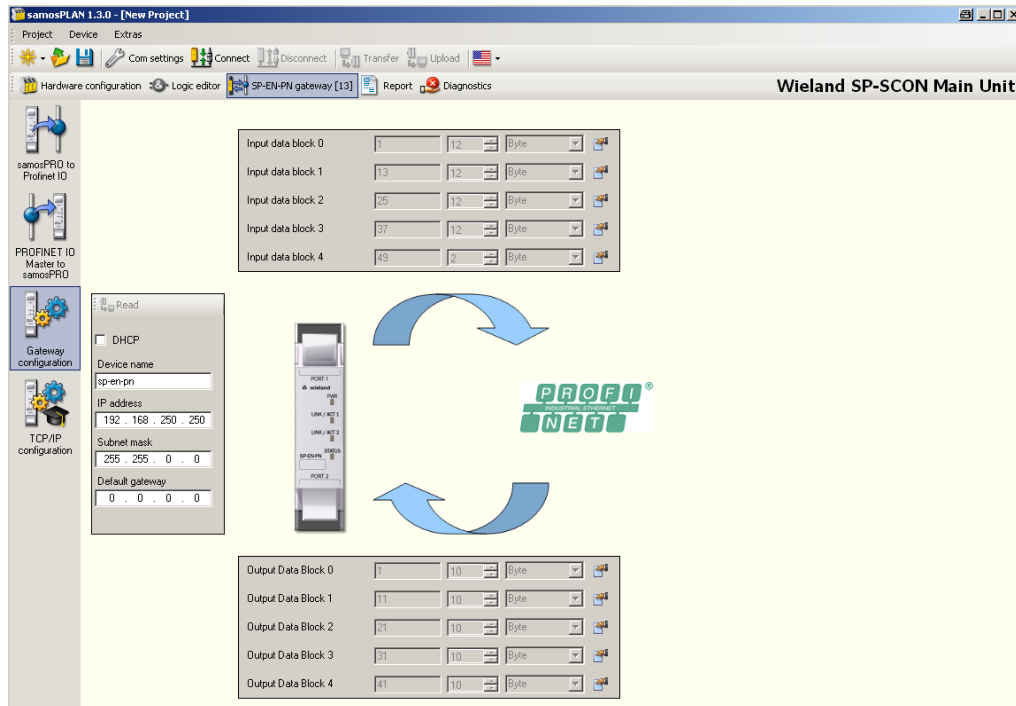 samosPLAN 1.3.0 - [New Project]
Project Device Extras
Com settings Connect Disconnect Transfer Upload
Hardware configuration Logic editor SP-EN-PN gateway [13] Report Diagnostics Wieland SP-SCON Main Unit
samosPRO to
Profinet IO
PROFINET IO
Master to
samosPRO
Gateway
configuration
TCP/IP
configuration
Input data block 0 1 12 Byte
Input data block 1 13 12 Byte
Input data block 2 25 12 Byte
Input data block 3 37 12 Byte
Input data block 4 49 2 Byte
Read
DHCP
Device name
sp-en-pn
IP address
192 . 168 . 250 . 250
Subnet mask
255 . 255 . 0 . 0
Default gateway
0 . 0 . 0 . 0
PORT 1
wieland
PWR
LINK / ACT 1
LINK / ACT 2
STATUS
SP-EN-PN
PORT 2
PROFI®
INDUSTRIAL ETHERNET
NET
Output Data Block 0 1 10 Byte
Output Data Block 1 11 10 Byte
Output Data Block 2 21 10 Byte
Output Data Block 3 31 10 Byte
Output Data Block 4 41 10 Byte